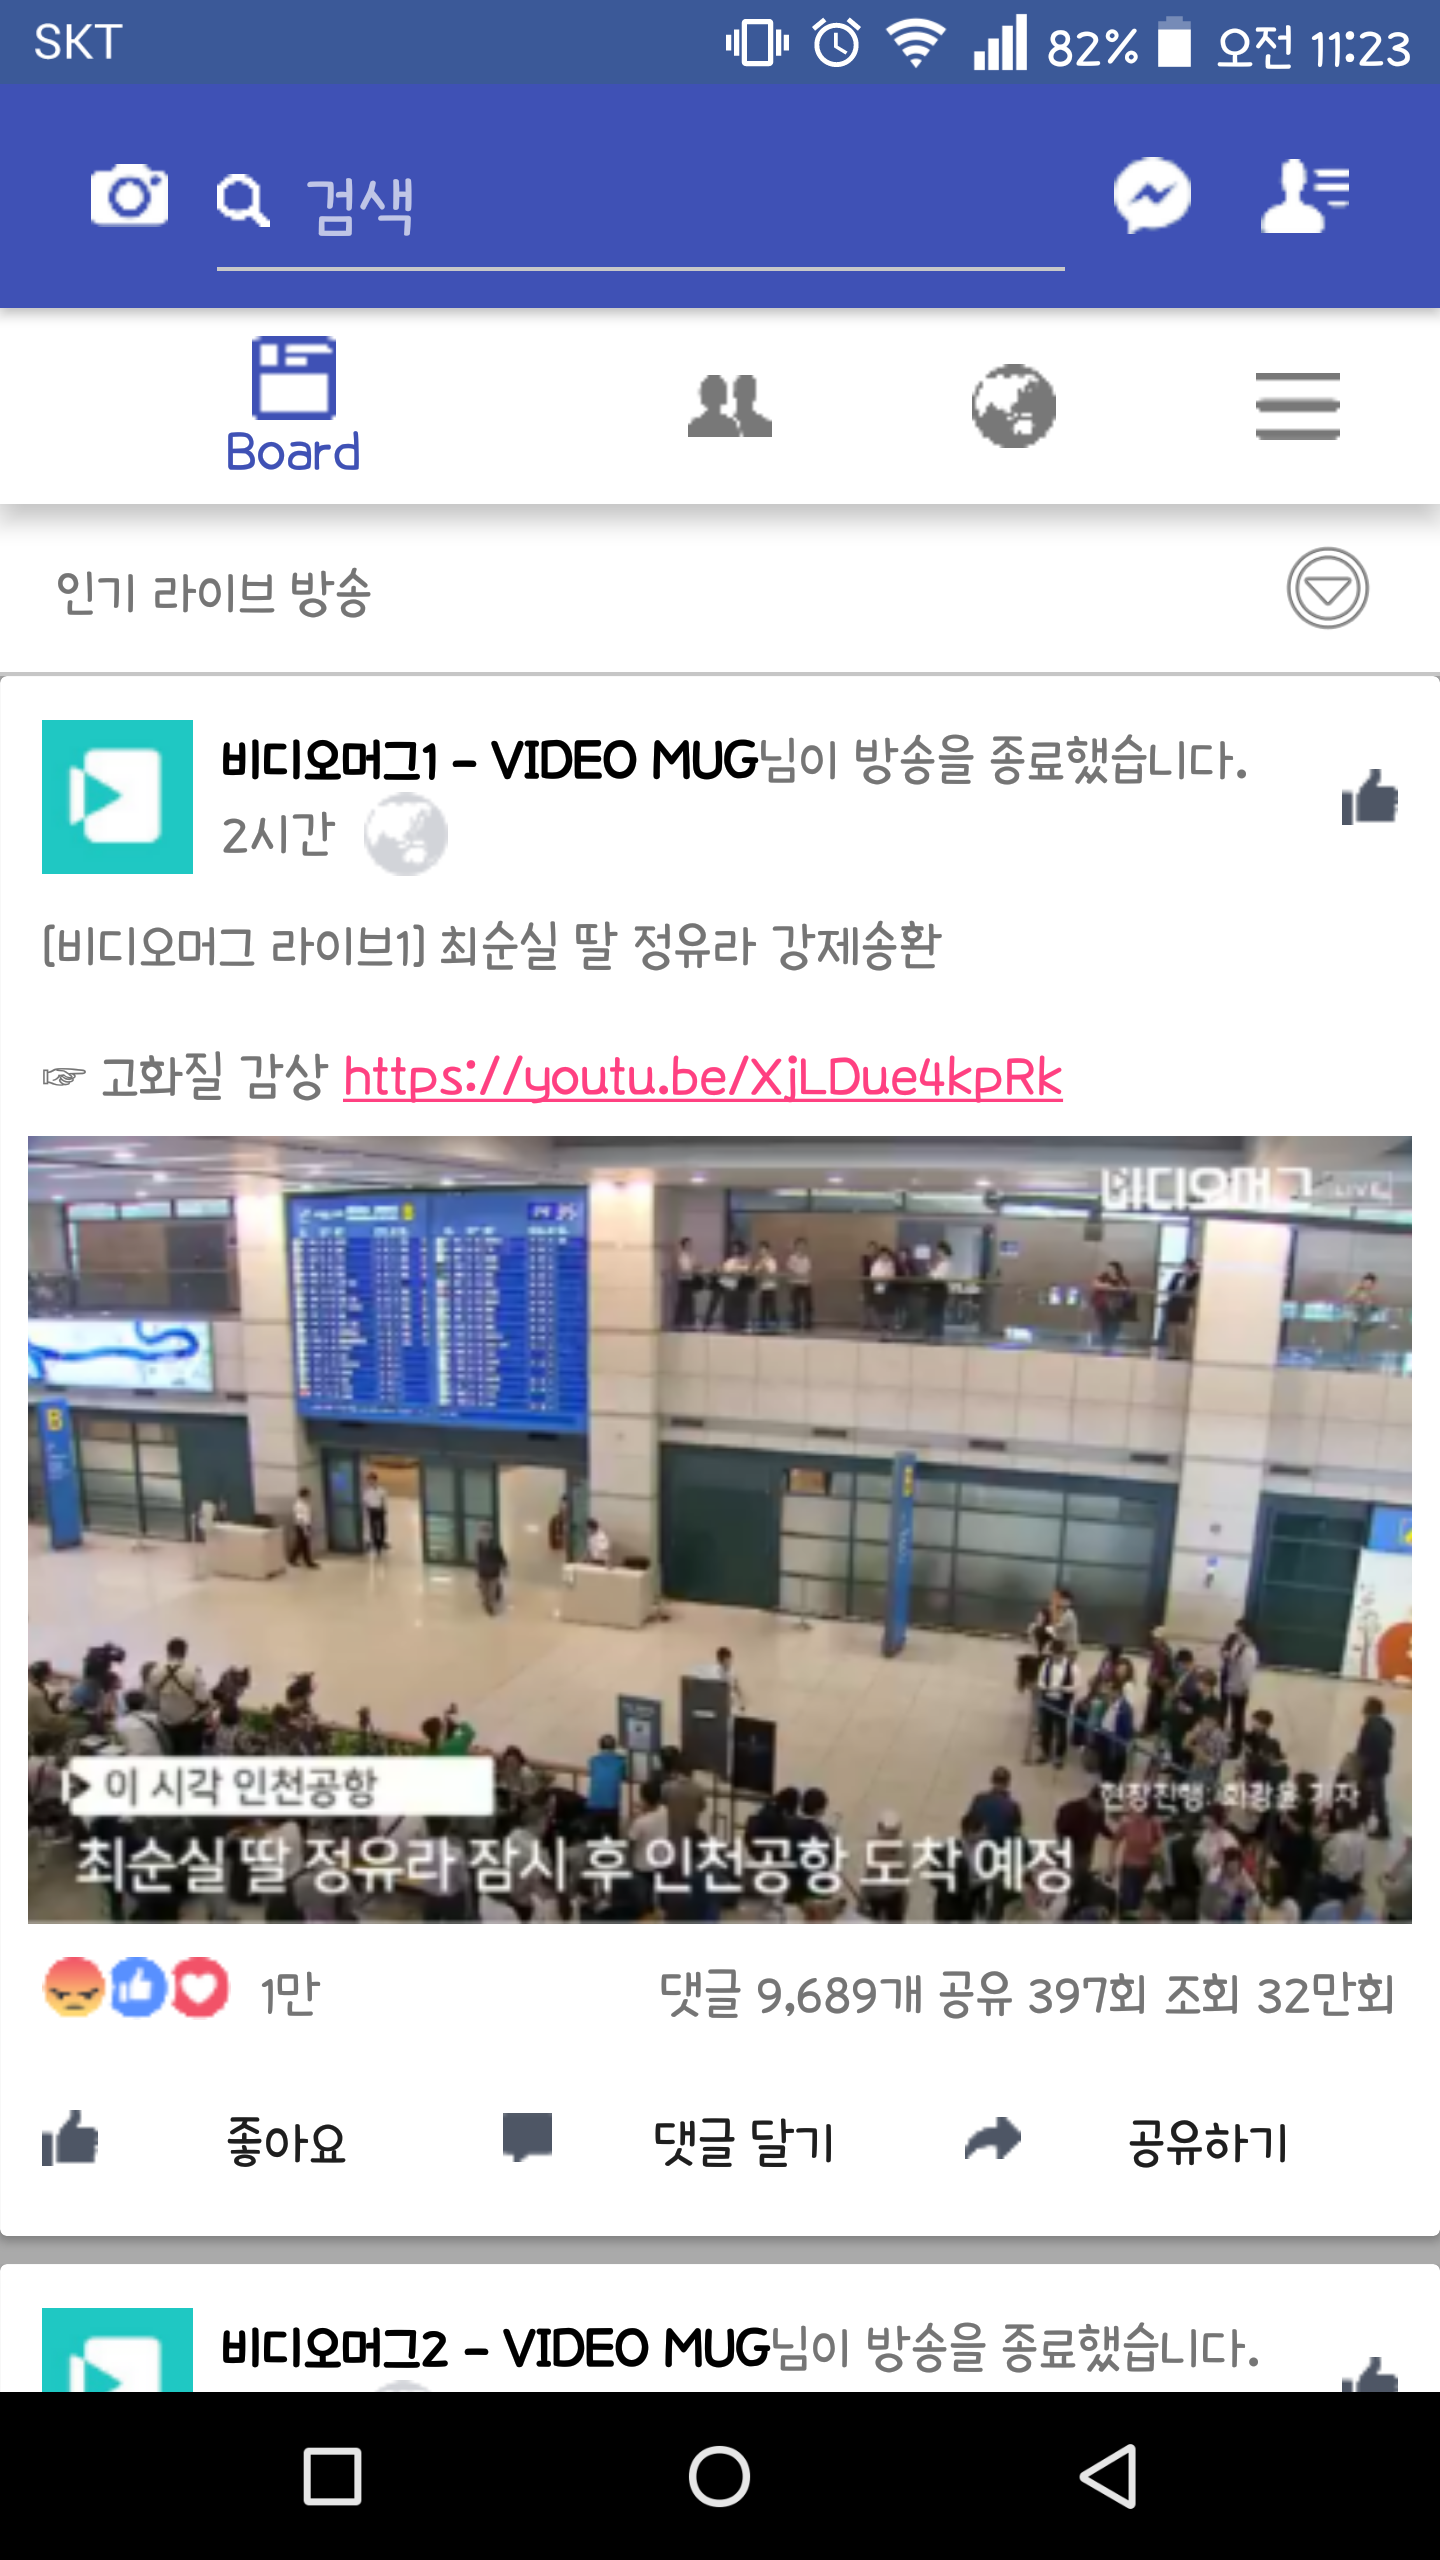 SKT 82% 오전 11:23
검색
Board
인기 라이브 방송
비디오머그1 - VIDEO MUG님이 방송을 종료했습니다.
2시간
[비디오머그 라이브1] 최순실 딸 정유라 강제송환
☞ 고화질 감상 https://youtu.be/XjLDue4kpRk
비디오머그 LIVE
B
이 시각 인천공항
최순실 딸 정유라 잠시 후 인천공항 도착 예정
1만 댓글 9,689개 공유 397회 조회 32만회
좋아요 댓글 달기 공유하기
비디오머그2 - VIDEO MUG님이 방송을 종료했습니다.